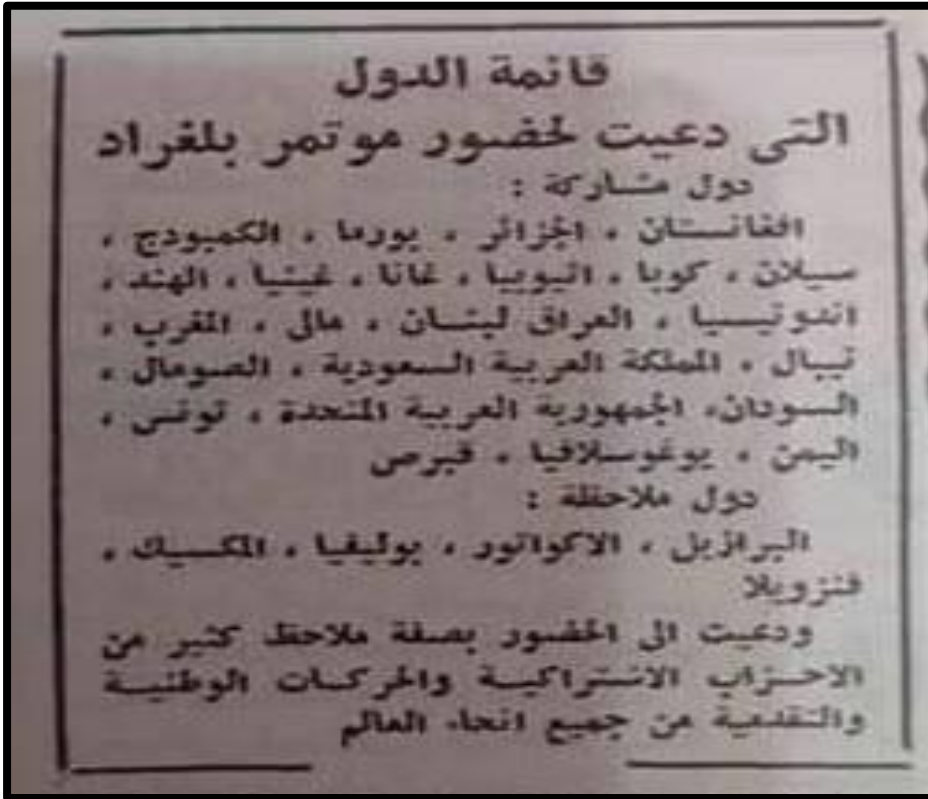 قائمة الدول
التى دعيت لحضور موتمر بلغراد
دول مشاركة :
افغانستان ، الجزائر ، بورما ، الكمبودج ،
سيلان ، كوبا ، اثيوبيا ، غانا ، غينيا ، الهند ،
اندونيسيا ، العراق لبنان ، مالى ، المغرب ،
نيبال ، المملكة العربية السعودية ، الصومال ،
السودان، الجمهورية العربية المتحدة ، تونس ،
اليمن ، يوغوسلافيا ، قبرص
دول ملاحظة :
البرازيل ، الاكواتور ، بوليفيا ، المكسيك ،
فنزويلا
ودعيت الى الحضور بصفة ملاحظ كثير من
الاحزاب الاشتراكية والحركات الوطنية
والتقدمية من جميع انحاء العالم